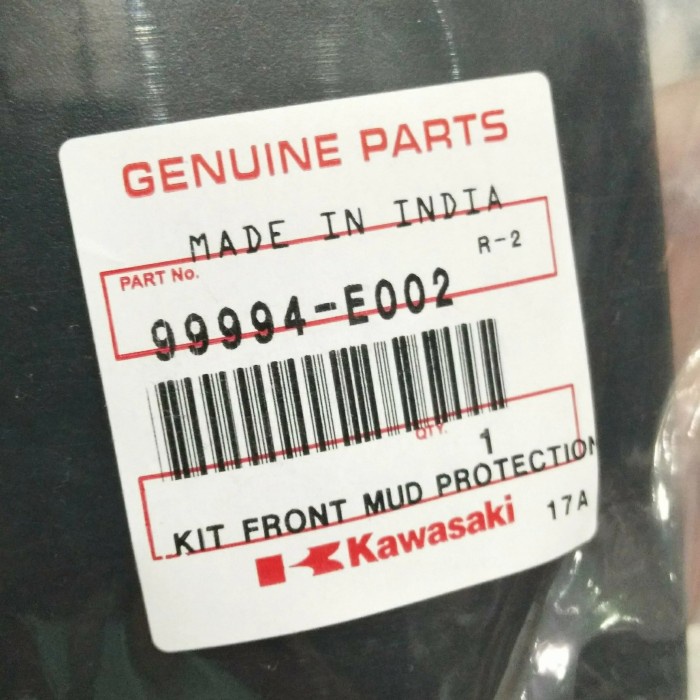 GENUINE PARTS
MADE IN INDIA
PART No. R-2
99994-E002
QTY. 1
KIT FRONT MUD PROTECTION
Kawasaki 17A